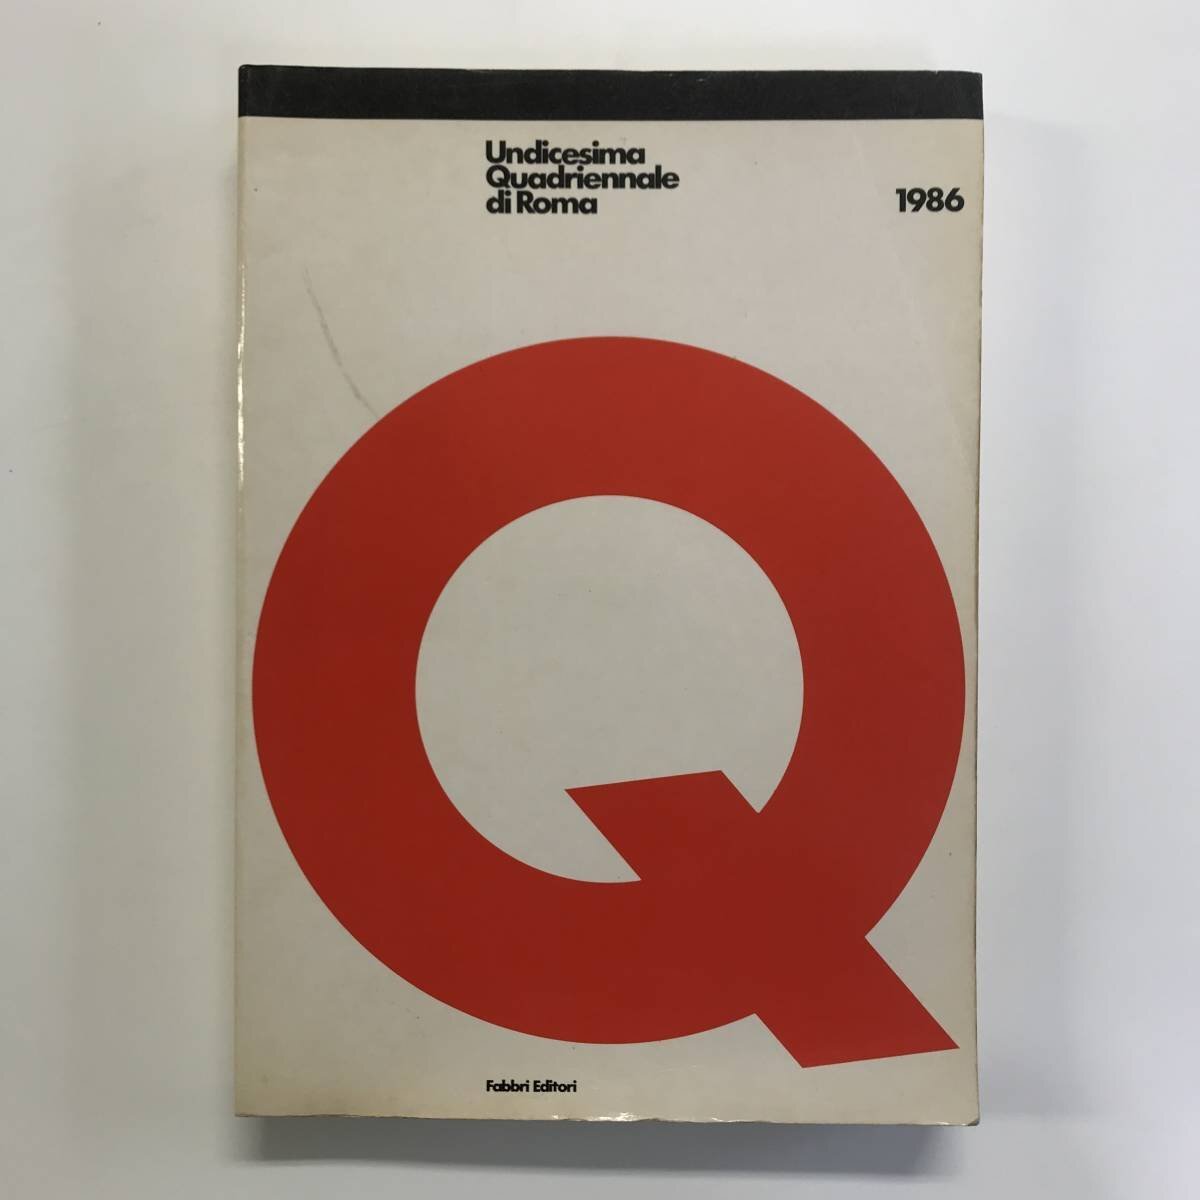 Undicesima
Quadriennale
di Roma
1986
Q
Fabbri Editori